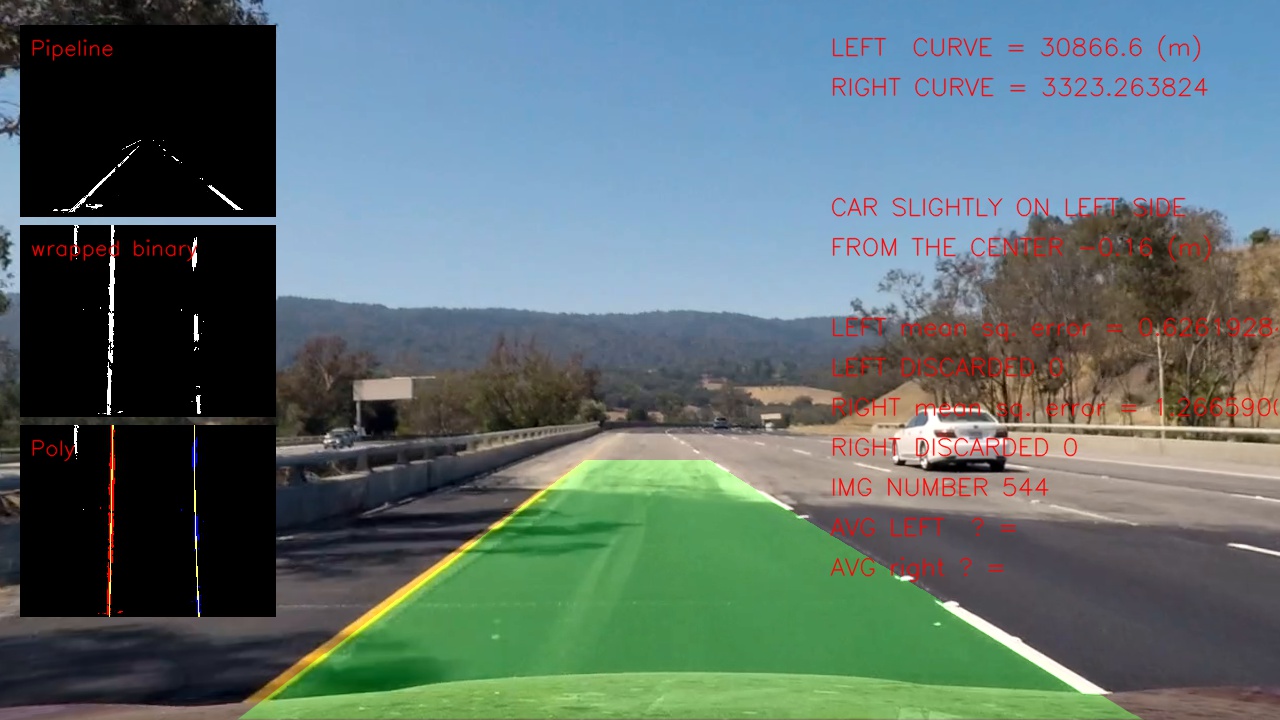 Pipeline
wrapped binary
Poly
LEFT CURVE = 30866.6 (m)
RIGHT CURVE = 3323.263824
CAR SLIGHTLY ON LEFT SIDE
FROM THE CENTER -0.16 (m)
LEFT mean sq. error = 0.6261928
LEFT DISCARDED 0
RIGHT mean sq. error = 1.2665900
RIGHT DISCARDED 0
IMG NUMBER 544
AVG LEFT ? =
AVG right ? =